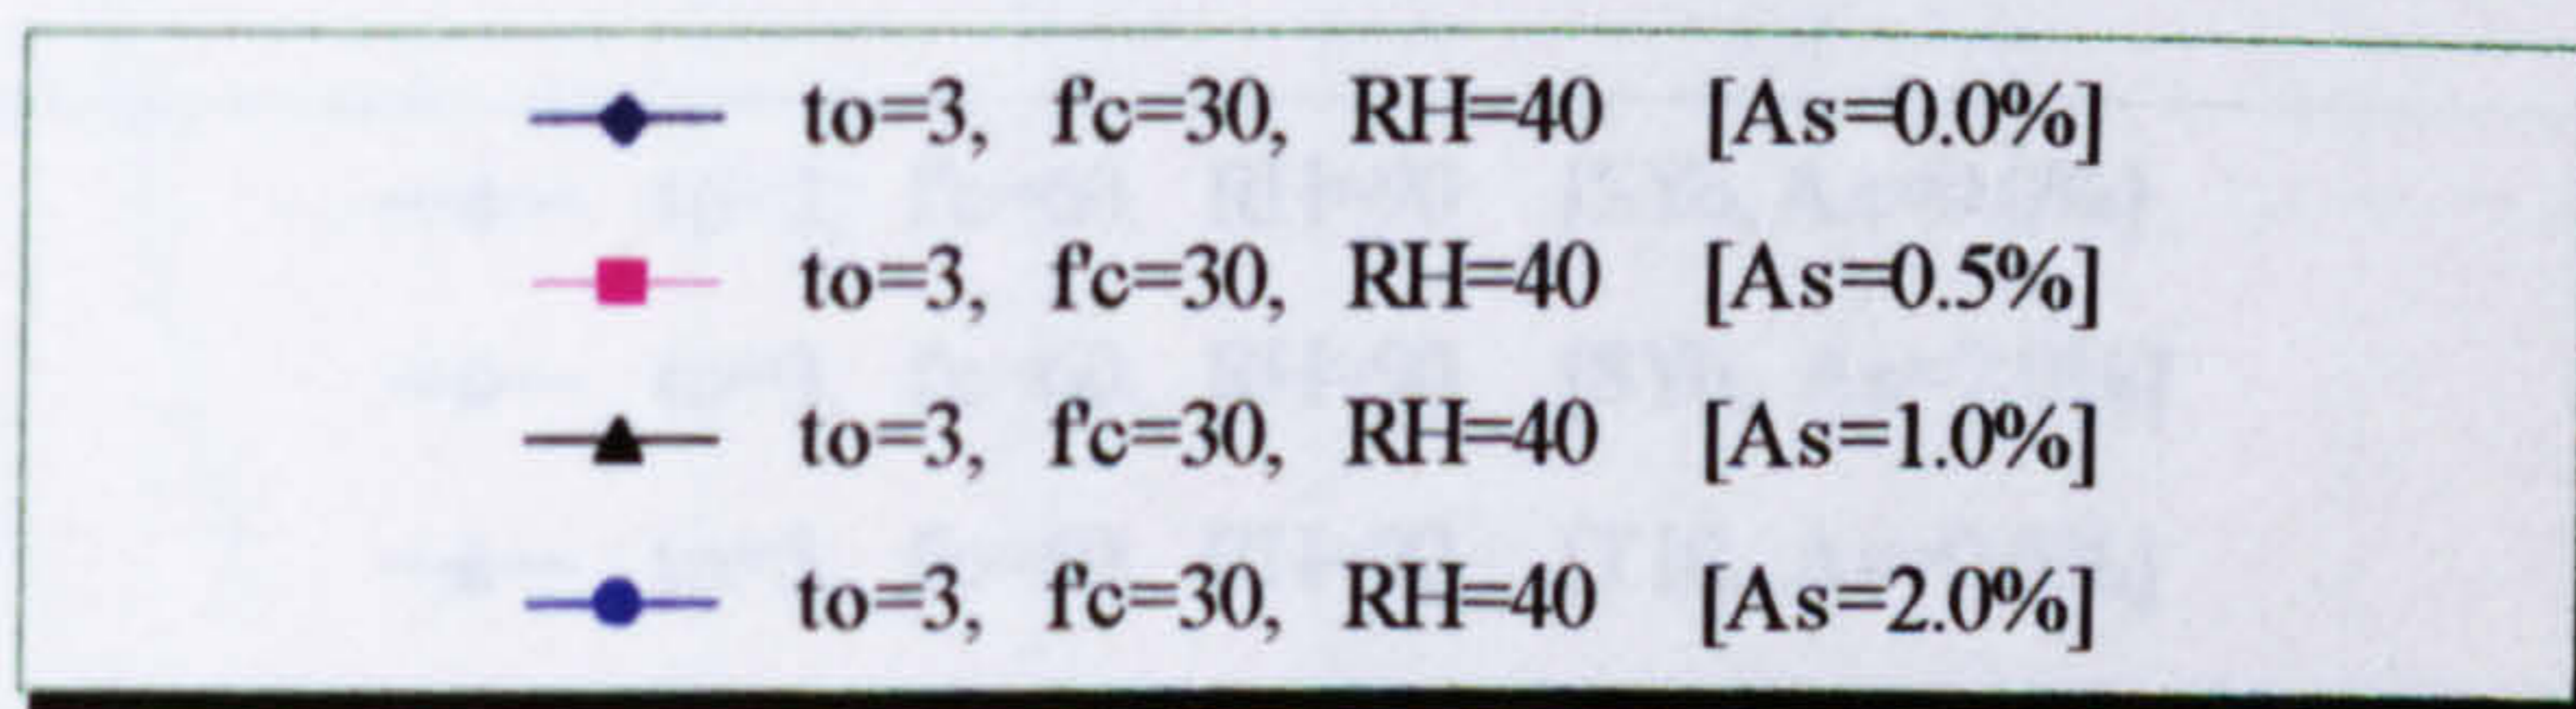 to=3, f'c=30, RH=40 [As=0.0%]
to=3, f'c=30, RH=40 [As=0.5%]
to=3, f'c=30, RH=40 [As=1.0%]
to=3, f'c=30, RH=40 [As=2.0%]